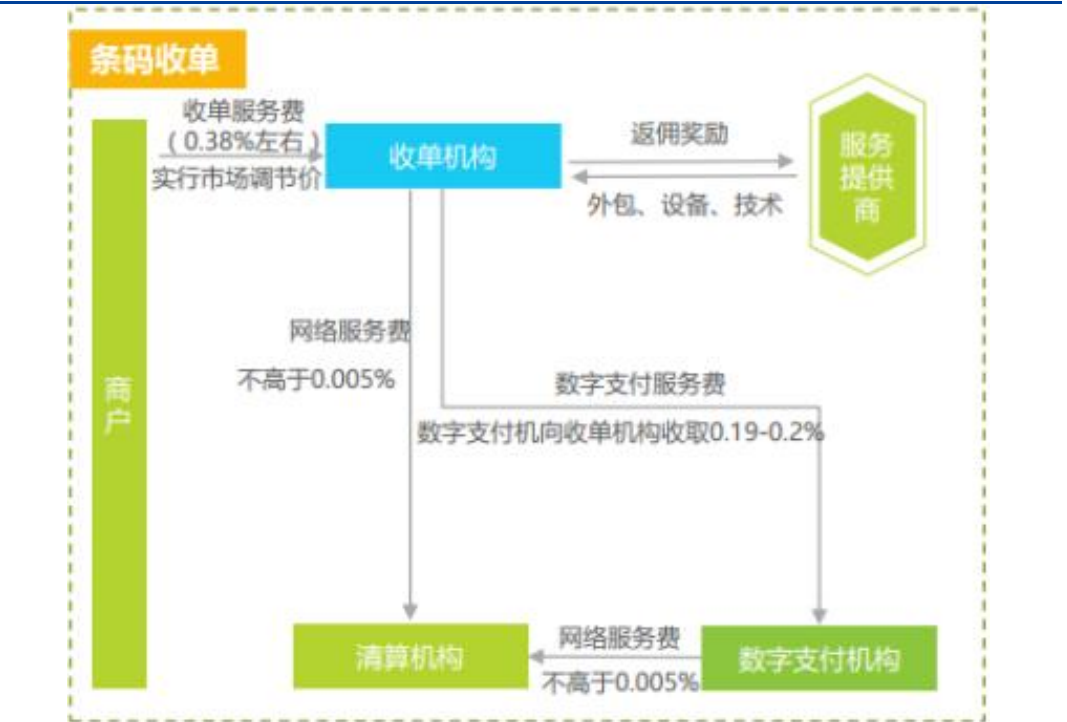 条码收单
收单服务费
（0.38%左右）
实行市场调节价
收单机构
返佣奖励
外包、设备、技术
服务
提供
商
网络服务费
不高于0.005%
商
户
数字支付服务费
数字支付机向收单机构收取0.19-0.2%
清算机构
网络服务费
不高于0.005%
数字支付机构